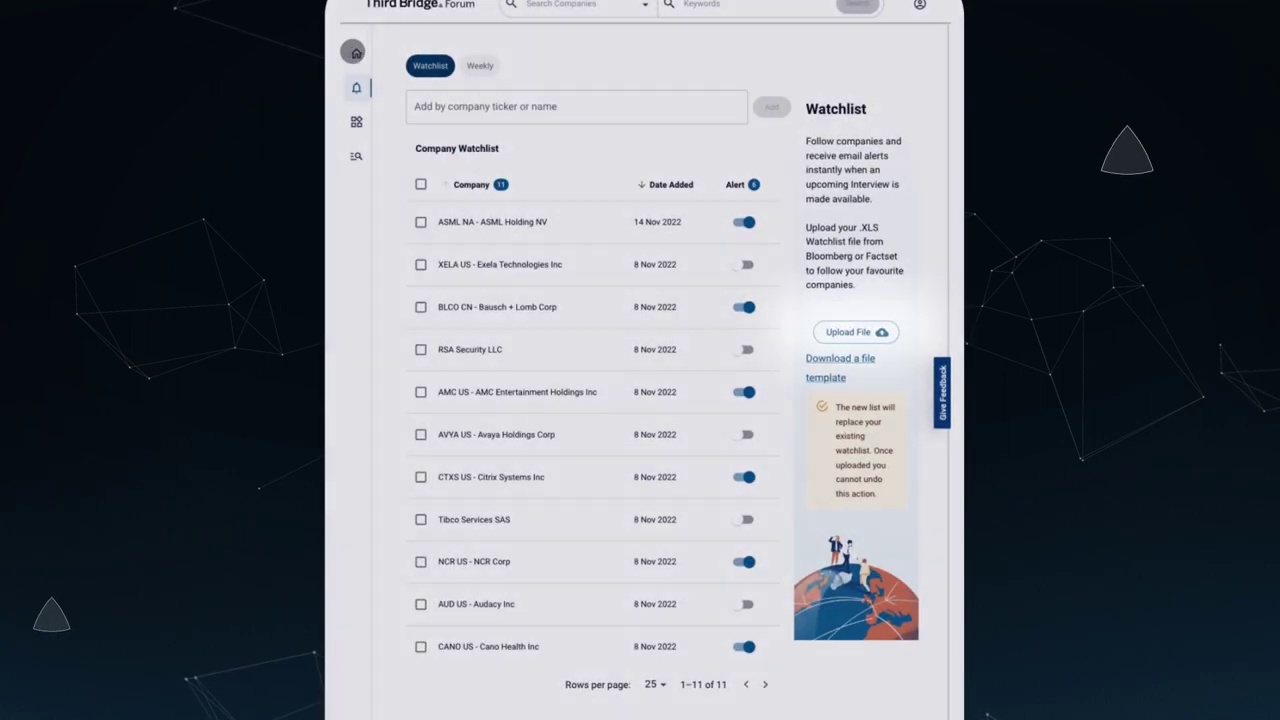 Third Bridge Forum
Search Companies
Keywords
Search
Watchlist
Weekly
Add by company ticker or name
Add
Company Watchlist
Company 11
Date Added
Alert 6
ASML NA - ASML Holding NV
14 Nov 2022
XELA US - Exela Technologies Inc
8 Nov 2022
BLCO CN - Bausch + Lomb Corp
8 Nov 2022
RSA Security LLC
8 Nov 2022
AMC US - AMC Entertainment Holdings Inc
8 Nov 2022
AVYA US - Avaya Holdings Corp
8 Nov 2022
CTXS US - Citrix Systems Inc
8 Nov 2022
Tibco Services SAS
8 Nov 2022
NCR US - NCR Corp
8 Nov 2022
AUD US - Audacy Inc
8 Nov 2022
CANO US - Cano Health Inc
8 Nov 2022
Rows per page: 25
1–11 of 11
Watchlist
Follow companies and
receive email alerts
instantly when an
upcoming Interview is
made available.
Upload your .XLS
Watchlist file from
Bloomberg or Factset
to follow your favourite
companies.
Upload File
Download a file
template
The new list will
replace your
existing
watchlist. Once
uploaded you
cannot undo
this action.
Give Feedback